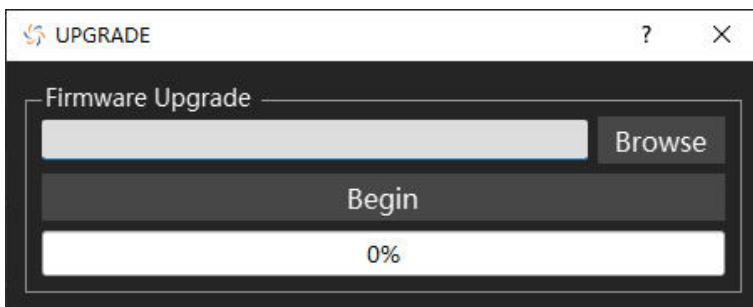 UPGRADE ?
Firmware Upgrade
Browse
Begin
0%